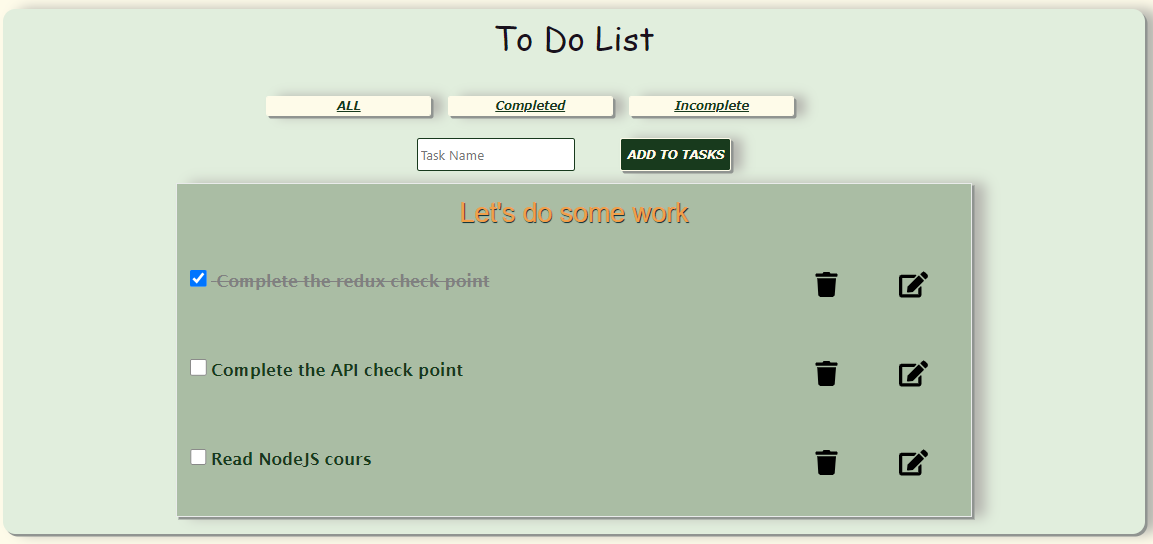 To Do List
ALL Completed Incomplete
Task Name ADD TO TASKS
Let's do some work
Complete the redux check point
Complete the API check point
Read NodeJS cours